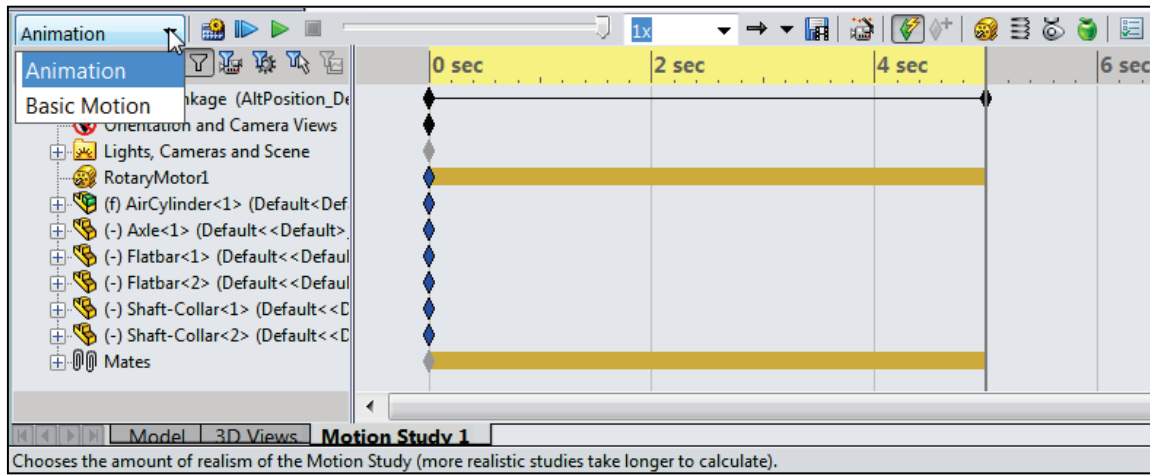 Animation
1x
Animation
Basic Motion
0 sec 2 sec 4 sec 6 sec
kage (AltPosition_De
Orientation and Camera Views
Lights, Cameras and Scene
RotaryMotor1
(f) AirCylinder<1> (Default<Def
(-) Axle<1> (Default<<Default>_
(-) Flatbar<1> (Default<<Defaul
(-) Flatbar<2> (Default<<Defaul
(-) Shaft-Collar<1> (Default<<D
(-) Shaft-Collar<2> (Default<<D
Mates
Model 3D Views Motion Study 1
Chooses the amount of realism of the Motion Study (more realistic studies take longer to calculate).